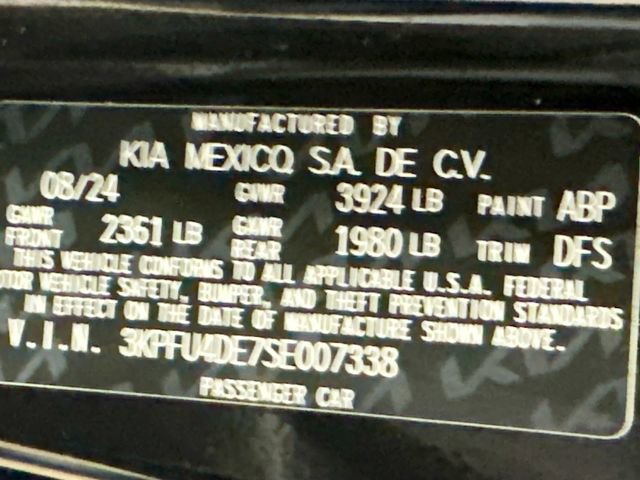 MANUFACTURED BY
KIA MEXICO, S.A. DE C.V.
08/24 GVWR 3924 LB PAINT ABP
GAWR FRONT 2361 LB GAWR REAR 1980 LB TRIM DFS
THIS VEHICLE CONFORMS TO ALL APPLICABLE U.S.A. FEDERAL
MOTOR VEHICLE SAFETY, BUMPER, AND THEFT PREVENTION STANDARDS
IN EFFECT ON THE DATE OF MANUFACTURE SHOWN ABOVE.
V.I.N. 3KPFU4DE7SE007338
PASSENGER CAR